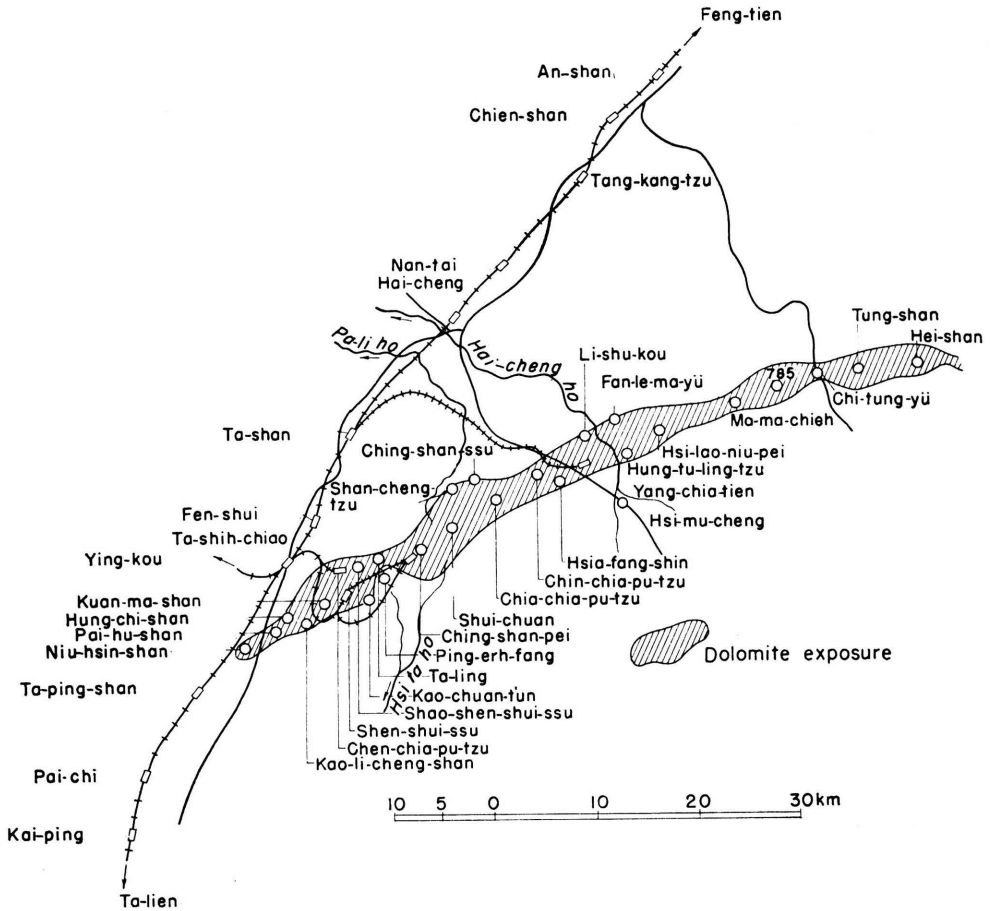 Feng-tien
An-shan
Chien-shan
Tang-kang-tzu
Nan-tai
Hai-cheng
Pa-li ho
Hai-cheng ho
Tung-shan
Hei-shan
Li-shu-kou
Fan-le-ma-yü
785
Chi-tung-yü
Ma-ma-chieh
Ta-shan
Ching-shan-ssu
Hsi-lao-niu-pei
Hung-tu-ling-tzu
Shan-cheng-
tzu
Yang-chia-tien
Fen-shui
Hsi-mu-cheng
Ta-shih-chiao
Ying-kou
Hsia-fang-shin
Chin-chia-pu-tzu
Kuan-ma-shan
Chia-chia-pu-tzu
Hung-chi-shan
Shui-chuan
Pai-hu-shan
Ching-shan-pei
Niu-hsin-shan
Ping-erh-fang
Dolomite exposure
Hsi ta ho
Ta-ling
Ta-ping-shan
Kao-chuan-t'un
Shao-shen-shui-ssu
Shen-shui-ssu
Chen-chia-pu-tzu
Kao-li-cheng-shan
Pai-chi
10 5 0 10 20 30km
Kai-ping
Ta-lien